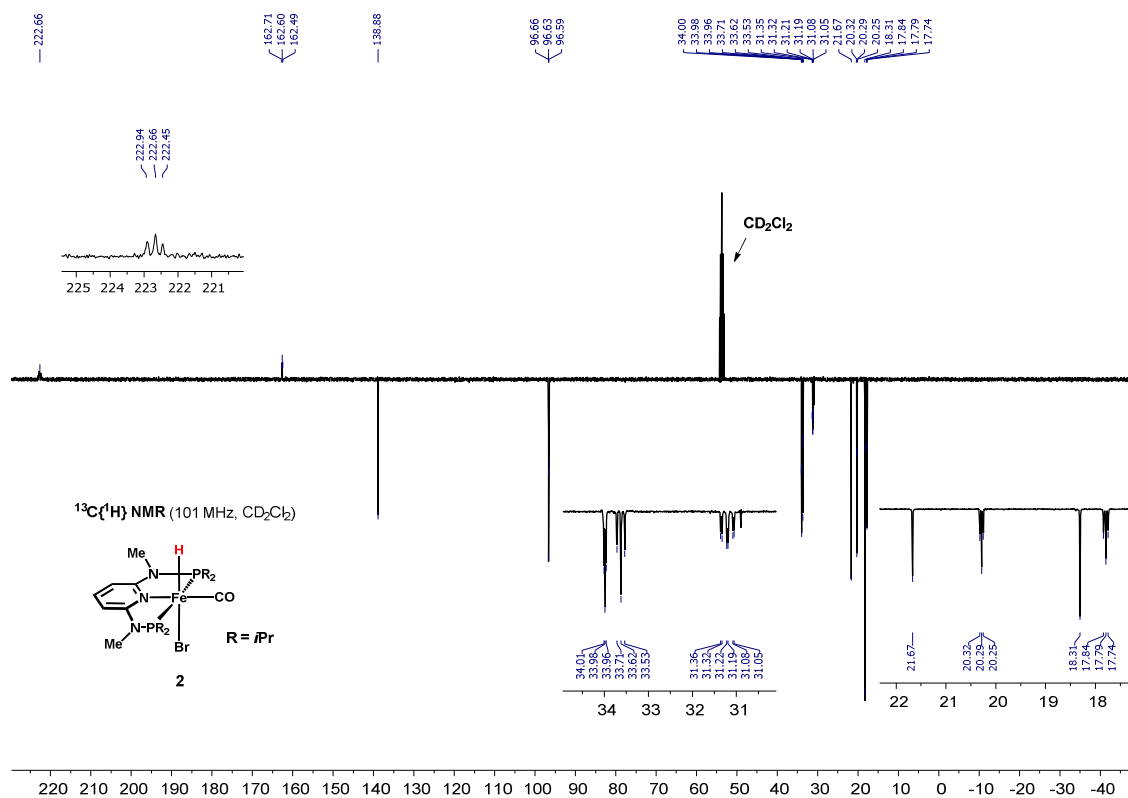 222.66
162.71
162.60
162.49
138.88
96.66
96.63
96.59
34.00
33.98
33.96
33.71
33.62
33.53
31.35
31.32
31.21
31.19
31.08
31.05
21.67
20.32
20.29
20.25
18.31
17.84
17.79
17.74
222.94
222.66
222.45
225 224 223 222 221
CD2Cl2
13C{1H} NMR (101 MHz, CD2Cl2)
H
Me
N
PR2
N
Fe
CO
N
PR2
Me
Br
R = iPr
2
34.01
33.98
33.96
33.71
33.62
33.53
31.36
31.32
31.22
31.19
31.08
31.05
34 33 32 31
21.67
20.32
20.29
20.25
18.31
17.84
17.79
17.74
22 21 20 19 18
220 210 200 190 180 170 160 150 140 130 120 110 100 90 80 70 60 50 40 30 20 10 0 -10 -20 -30 -40